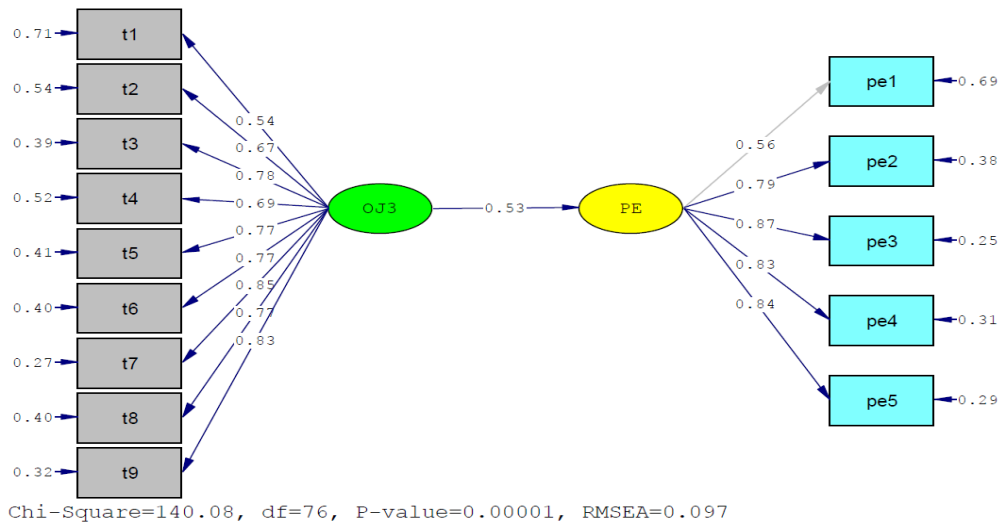 0.71 t1
0.54 t2
0.39 t3
0.52 t4
0.41 t5
0.40 t6
0.27 t7
0.40 t8
0.32 t9
0.54
0.67
0.78
0.69
0.77
0.77
0.85
0.77
0.83
OJ3
0.53
PE
0.56
0.79
0.87
0.83
0.84
pe1 0.69
pe2 0.38
pe3 0.25
pe4 0.31
pe5 0.29
Chi-Square=140.08, df=76, P-value=0.00001, RMSEA=0.097